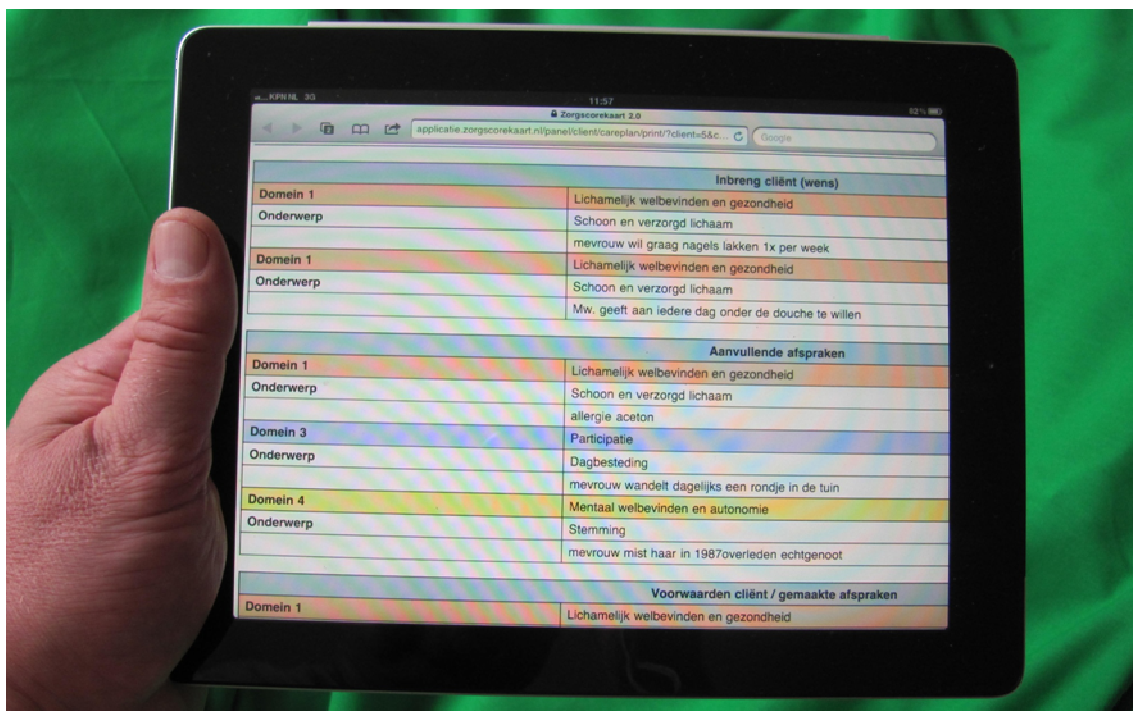 KPN NL 3G 11:57 92%
Zorgscorekaart 2.0
applicatie.zorgscorekaart.nl/panel/client/careplan/print/?client=5&c... Google
Inbreng cliënt (wens)
Domein 1 Lichamelijk welbevinden en gezondheid
Onderwerp Schoon en verzorgd lichaam
mevrouw wil graag nagels lakken 1x per week
Domein 1 Lichamelijk welbevinden en gezondheid
Onderwerp Schoon en verzorgd lichaam
Mw. geeft aan iedere dag onder de douche te willen
Aanvullende afspraken
Domein 1 Lichamelijk welbevinden en gezondheid
Onderwerp Schoon en verzorgd lichaam
allergie aceton
Domein 3 Participatie
Onderwerp Dagbesteding
mevrouw wandelt dagelijks een rondje in de tuin
Domein 4 Mentaal welbevinden en autonomie
Onderwerp Stemming
mevrouw mist haar in 1987overleden echtgenoot
Voorwaarden cliënt / gemaakte afspraken
Domein 1 Lichamelijk welbevinden en gezondheid